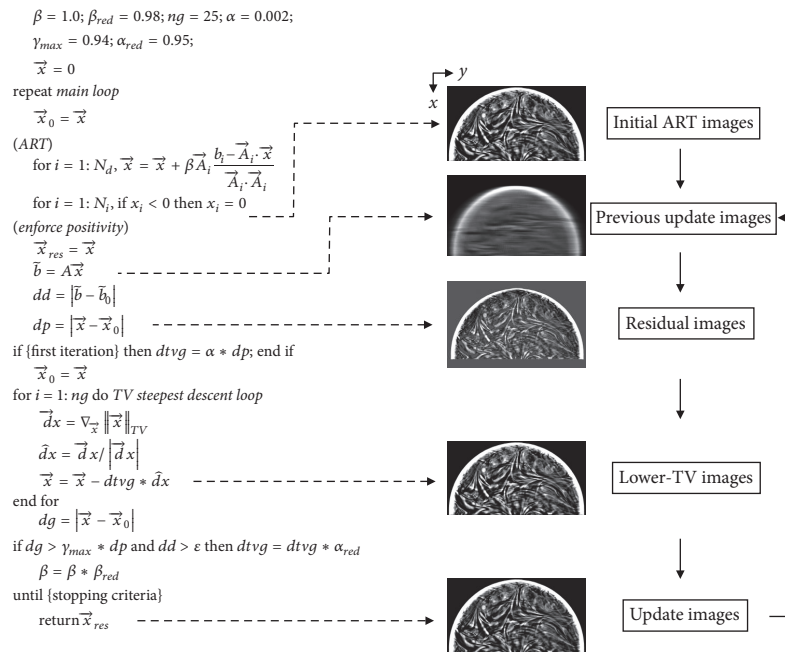 β = 1.0; β_red = 0.98; ng = 25; α = 0.002;
γ_max = 0.94; α_red = 0.95;
x⃗ = 0
repeat main loop
x⃗_0 = x⃗
(ART)
for i = 1: N_d, x⃗ = x⃗ + βA⃗_i (b_i − A⃗_i · x⃗)/(A⃗_i · A⃗_i)
for i = 1: N_i, if x_i < 0 then x_i = 0
(enforce positivity)
x⃗_res = x⃗
b̃ = Ax⃗
dd = |b̃ − b̃_0|
dp = |x⃗ − x⃗_0|
if {first iteration} then dtvg = α * dp; end if
x⃗_0 = x⃗
for i = 1: ng do TV steepest descent loop
d⃗x = ∇_x⃗ ‖x⃗‖_TV
d̂x = d⃗x/|d⃗x|
x⃗ = x⃗ − dtvg * d̂x
end for
dg = |x⃗ − x⃗_0|
if dg > γ_max * dp and dd > ε then dtvg = dtvg * α_red
β = β * β_red
until {stopping criteria}
return x⃗_res
y
x
Initial ART images
Previous update images
Residual images
Lower-TV images
Update images